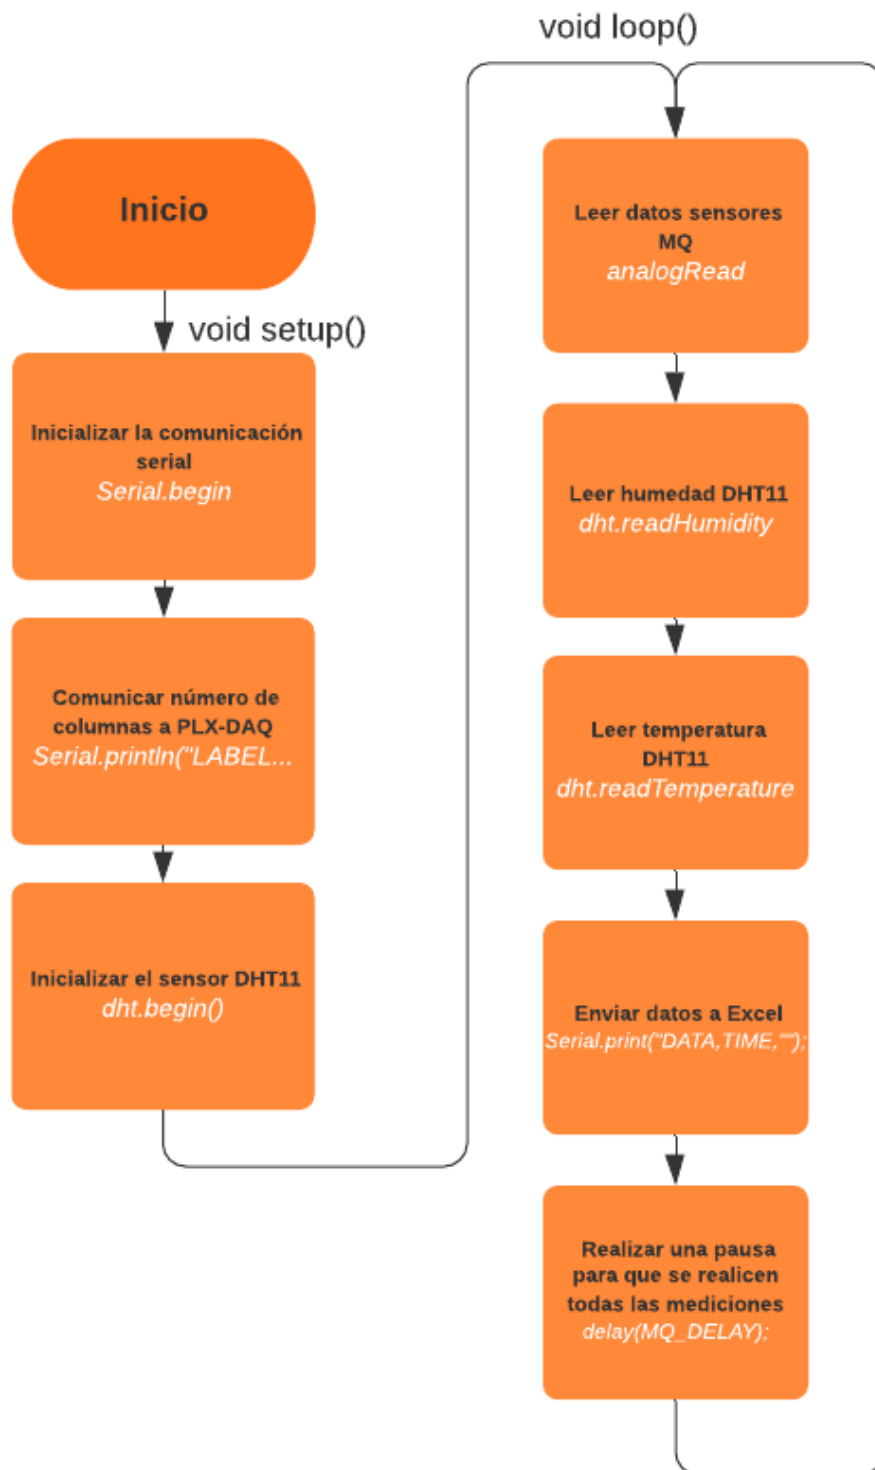 Inicio
void setup()
Inicializar la comunicación
serial
Serial.begin
Comunicar número de
columnas a PLX-DAQ
Serial.println("LABEL...
Inicializar el sensor DHT11
dht.begin()
void loop()
Leer datos sensores
MQ
analogRead
Leer humedad DHT11
dht.readHumidity
Leer temperatura
DHT11
dht.readTemperature
Enviar datos a Excel
Serial.print("DATA,TIME,"");
Realizar una pausa
para que se realicen
todas las mediciones
delay(MQ_DELAY);